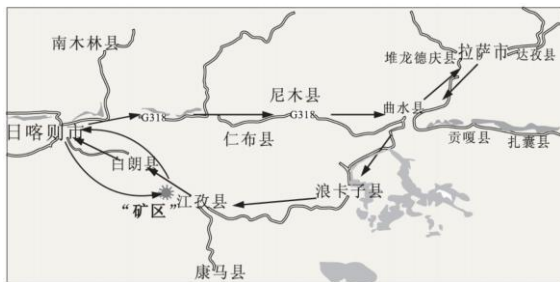 南木林县
堆龙德庆县
拉萨市
达孜县
尼木县
G318
G318
曲水县
日喀则市
仁布县
贡嘎县
扎囊县
白朗县
浪卡子县
江孜县
“矿区”
康马县